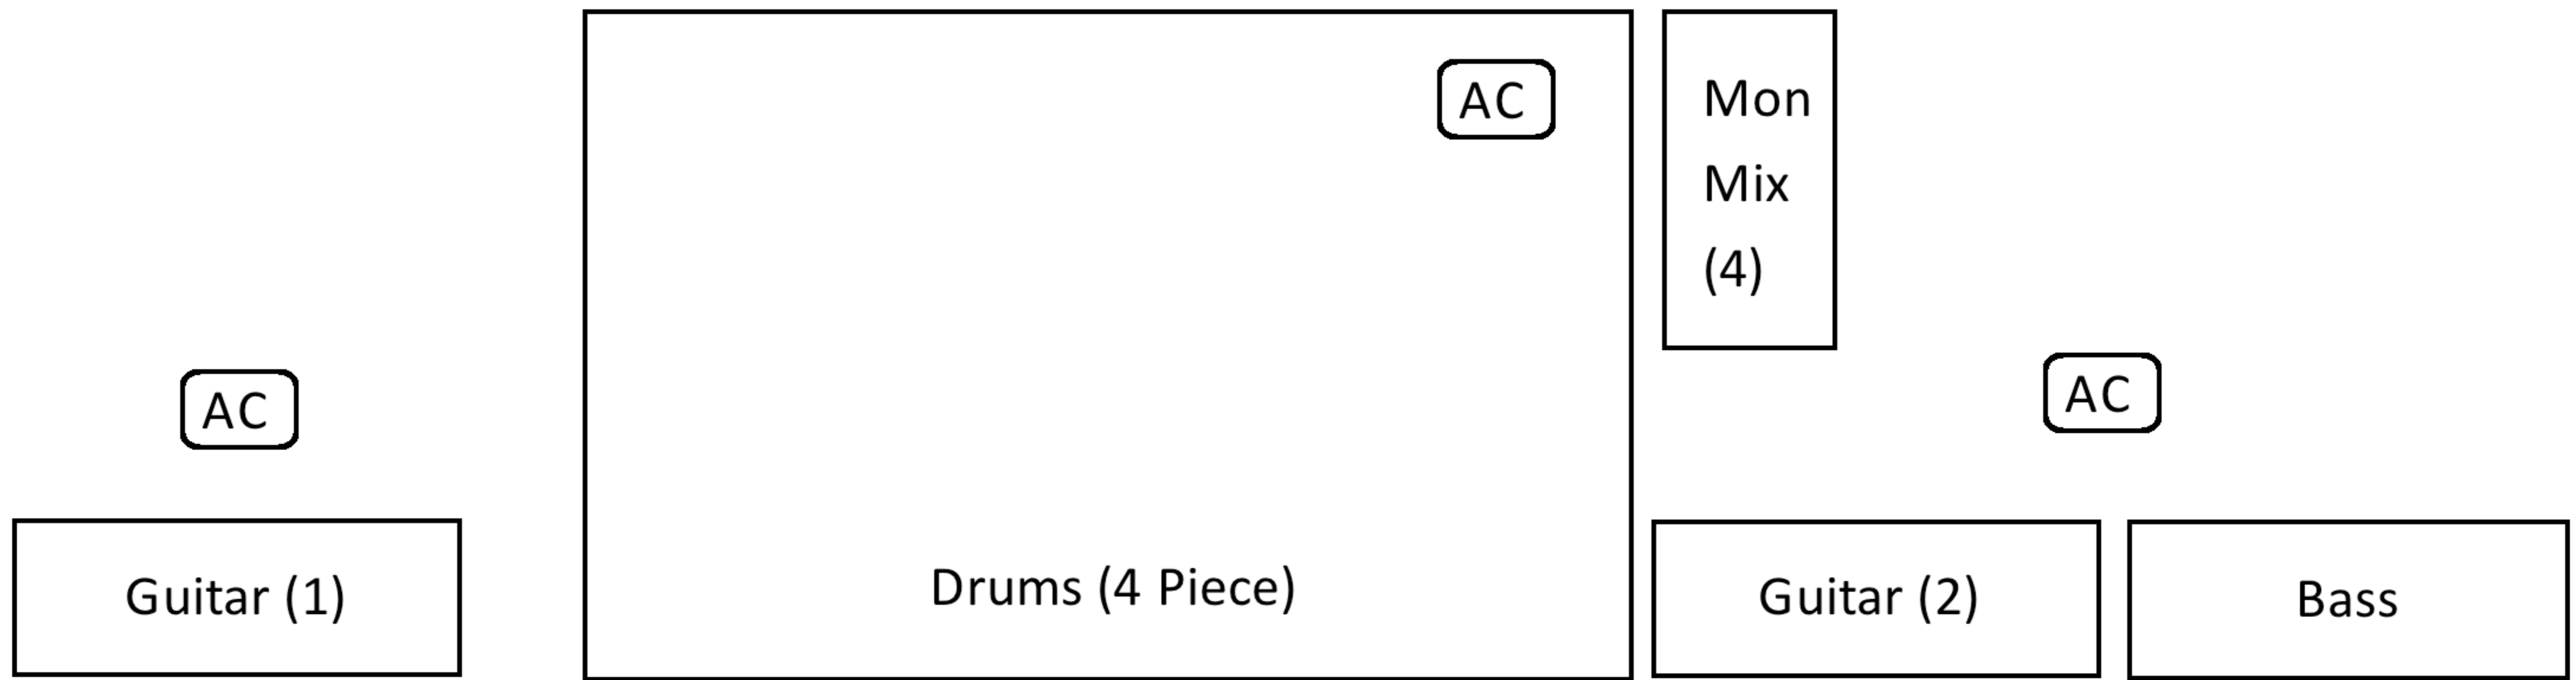 AC
Mon
Mix
(4)
AC
AC
Guitar (1)
Drums (4 Piece)
Guitar (2)
Bass